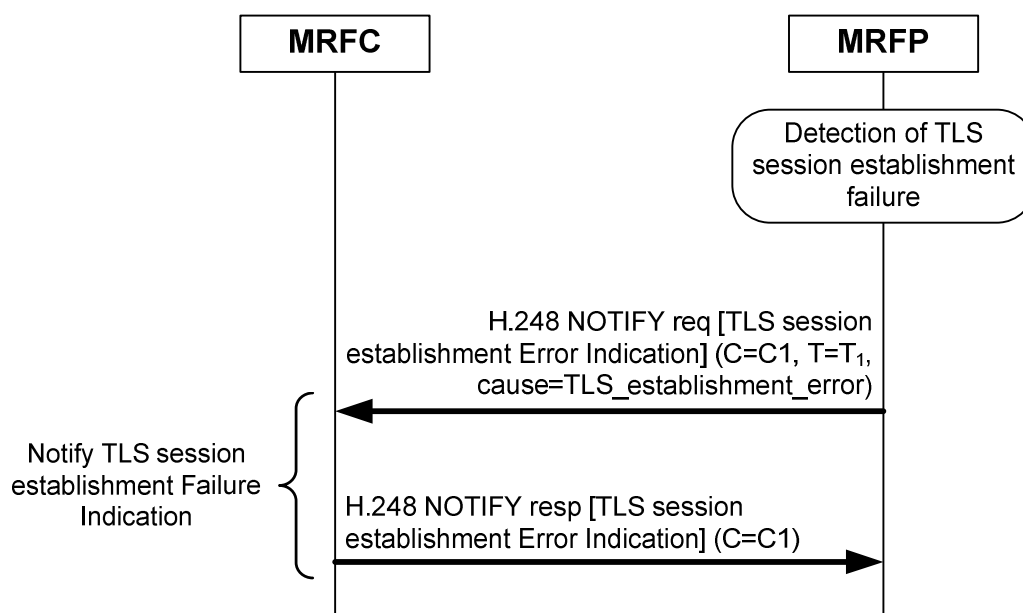 MRFC
MRFP
Detection of TLS
session establishment
failure
H.248 NOTIFY req [TLS session
establishment Error Indication] (C=C1, T=T₁,
cause=TLS_establishment_error)
Notify TLS session
establishment Failure
Indication
H.248 NOTIFY resp [TLS session
establishment Error Indication] (C=C1)